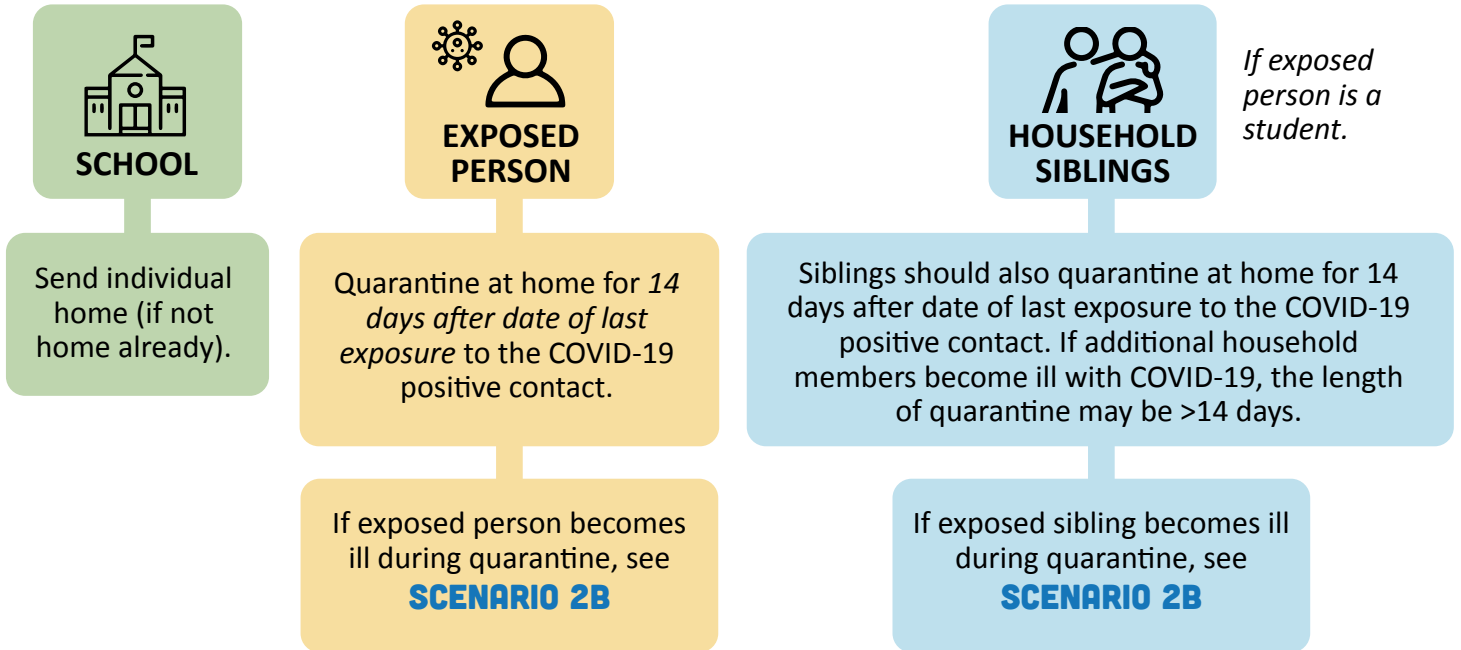 SCHOOL
Send individual
home (if not
home already).
EXPOSED
PERSON
Quarantine at home for 14
days after date of last
exposure to the COVID-19
positive contact.
If exposed person becomes
ill during quarantine, see
SCENARIO 2B
HOUSEHOLD
SIBLINGS
If exposed
person is a
student.
Siblings should also quarantine at home for 14
days after date of last exposure to the COVID-19
positive contact. If additional household
members become ill with COVID-19, the length
of quarantine may be >14 days.
If exposed sibling becomes ill
during quarantine, see
SCENARIO 2B